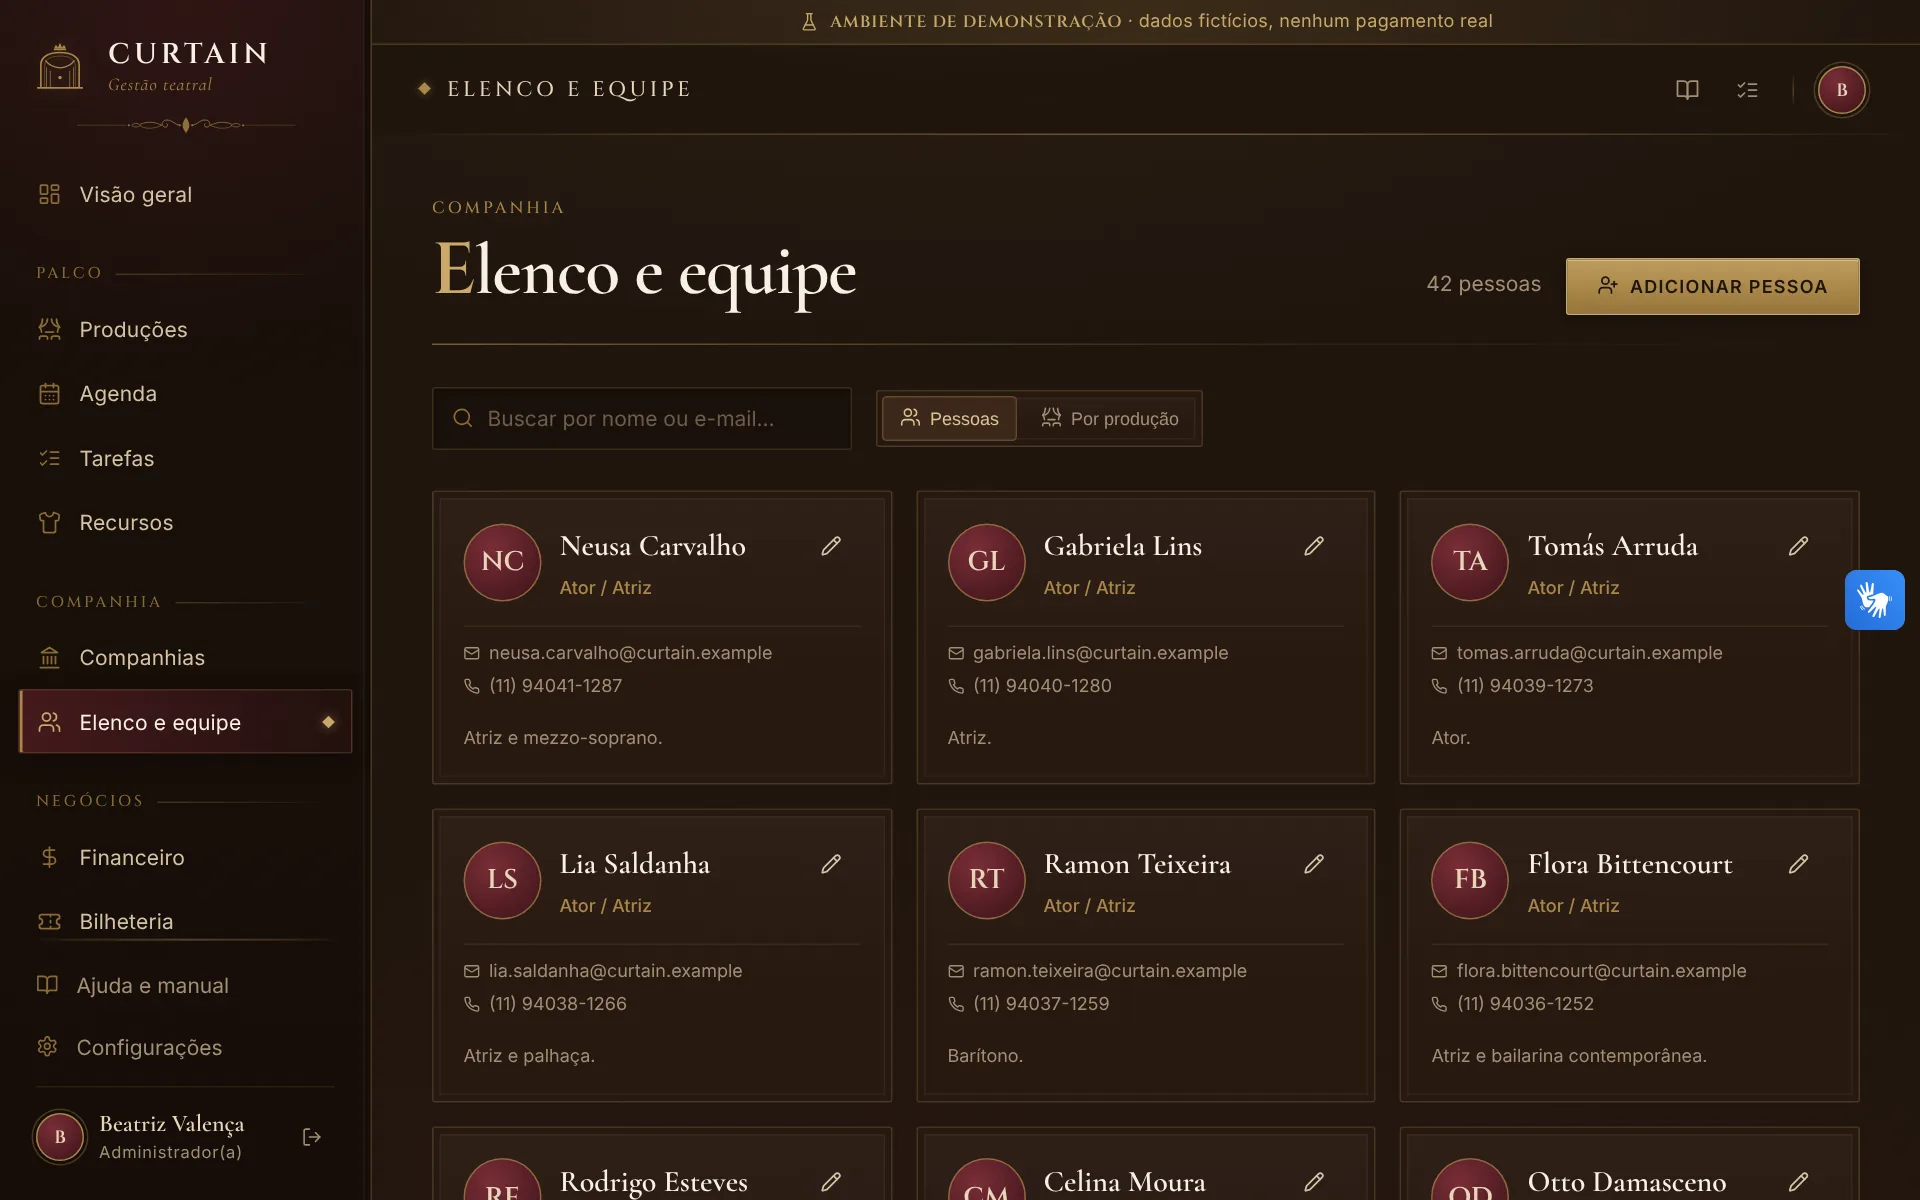 CURTAIN
Gestão teatral
Visão geral
PALCO
Produções
Agenda
Tarefas
Recursos
COMPANHIA
Companhias
Elenco e equipe
NEGÓCIOS
Financeiro
Bilheteria
Ajuda e manual
Configurações
B
Beatriz Valença
Administrador(a)
AMBIENTE DE DEMONSTRAÇÃO · dados fictícios, nenhum pagamento real
ELENCO E EQUIPE
B
COMPANHIA
Elenco e equipe
42 pessoas
ADICIONAR PESSOA
Buscar por nome ou e-mail...
Pessoas
Por produção
NC
Neusa Carvalho
Ator / Atriz
neusa.carvalho@curtain.example
(11) 94041-1287
Atriz e mezzo-soprano.
GL
Gabriela Lins
Ator / Atriz
gabriela.lins@curtain.example
(11) 94040-1280
Atriz.
TA
Tomás Arruda
Ator / Atriz
tomas.arruda@curtain.example
(11) 94039-1273
Ator.
LS
Lia Saldanha
Ator / Atriz
lia.saldanha@curtain.example
(11) 94038-1266
Atriz e palhaça.
RT
Ramon Teixeira
Ator / Atriz
ramon.teixeira@curtain.example
(11) 94037-1259
Barítono.
FB
Flora Bittencourt
Ator / Atriz
flora.bittencourt@curtain.example
(11) 94036-1252
Atriz e bailarina contemporânea.
RE
Rodrigo Esteves
CM
Celina Moura
OD
Otto Damasceno